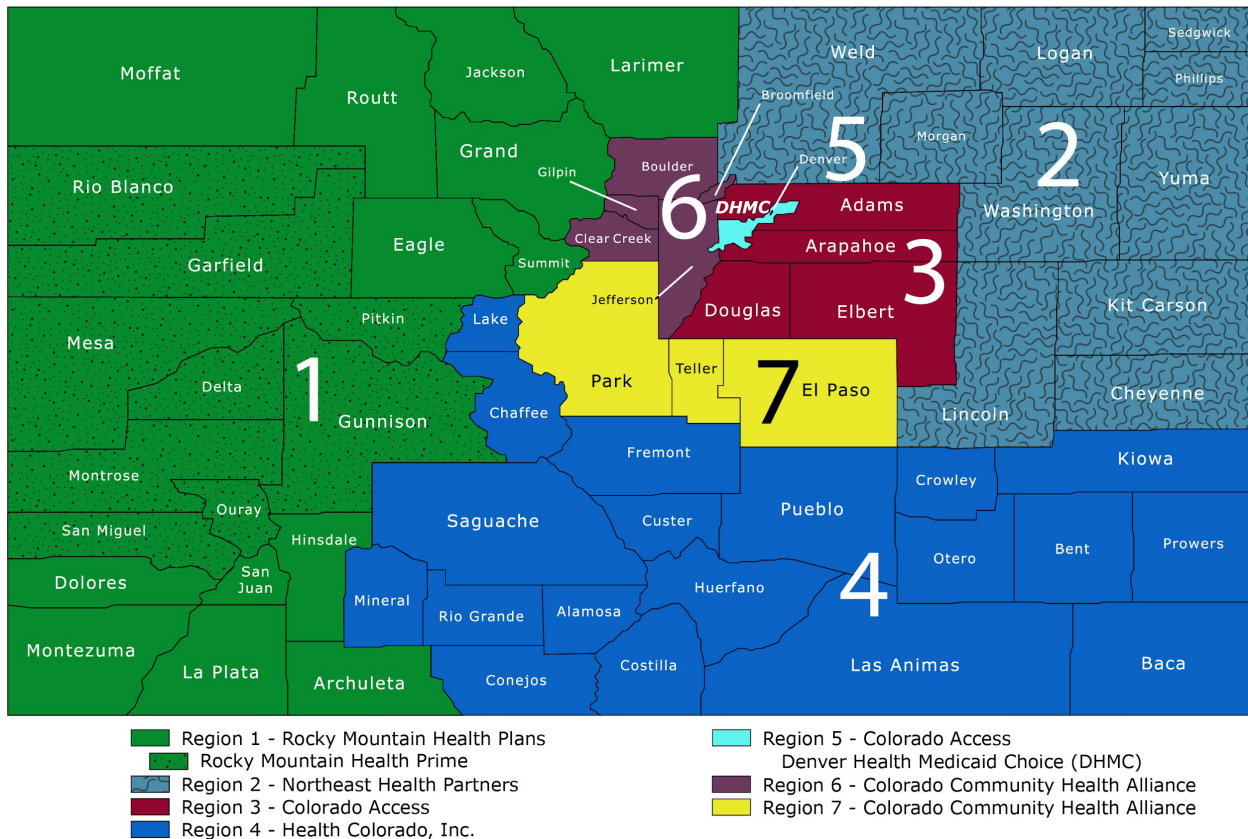 Moffat
Routt
Jackson
Larimer
Weld
Logan
Sedgwick
Phillips
Broomfield
Morgan
5
2
Denver
Rio Blanco
Grand
Gilpin
Boulder
6
DHMC
Adams
Washington
Yuma
Garfield
Eagle
Summit
Clear Creek
Arapahoe
3
Jefferson
Douglas
Elbert
Kit Carson
Mesa
Pitkin
Lake
Delta
1
Gunnison
Chaffee
Park
Teller
7
El Paso
Lincoln
Cheyenne
Montrose
Ouray
San Miguel
Hinsdale
Saguache
Fremont
Custer
Pueblo
Crowley
Kiowa
Otero
Bent
Prowers
Dolores
San
Juan
Mineral
Rio Grande
Alamosa
Huerfano
4
Montezuma
La Plata
Archuleta
Conejos
Costilla
Las Animas
Baca
Region 1 - Rocky Mountain Health Plans
Rocky Mountain Health Prime
Region 2 - Northeast Health Partners
Region 3 - Colorado Access
Region 4 - Health Colorado, Inc.
Region 5 - Colorado Access
Denver Health Medicaid Choice (DHMC)
Region 6 - Colorado Community Health Alliance
Region 7 - Colorado Community Health Alliance